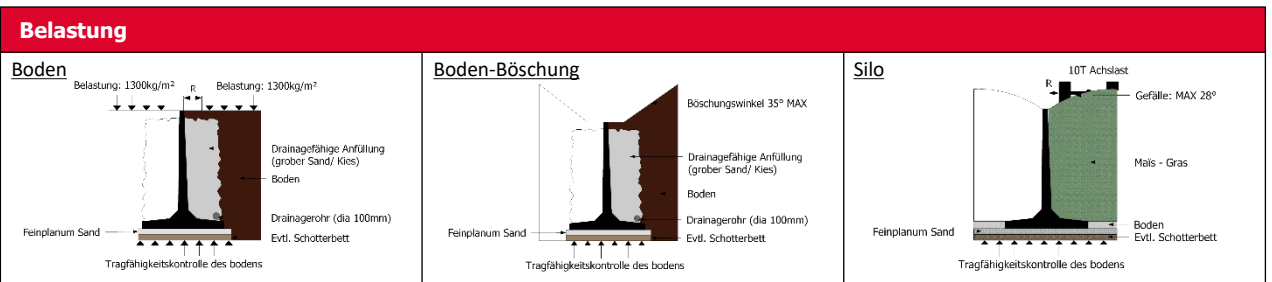 Belastung
Boden
Belastung: 1300kg/m²
R
Belastung: 1300kg/m²
Drainagefähige Anfüllung
(grober Sand/ Kies)
Boden
Drainagerohr (dia 100mm)
Feinplanum Sand
Evtl. Schotterbett
Tragfähigkeitskontrolle des bodens
Boden-Böschung
Böschungswinkel 35° MAX
Drainagefähige Anfüllung
(grober Sand/ Kies)
Boden
Drainagerohr (dia 100mm)
Feinplanum Sand
Evtl. Schotterbett
Tragfähigkeitskontrolle des bodens
Silo
10T Achslast
R
Gefälle: MAX 28°
Maïs - Gras
Boden
Feinplanum Sand
Evtl. Schotterbett
Tragfähigkeitskontrolle des bodens